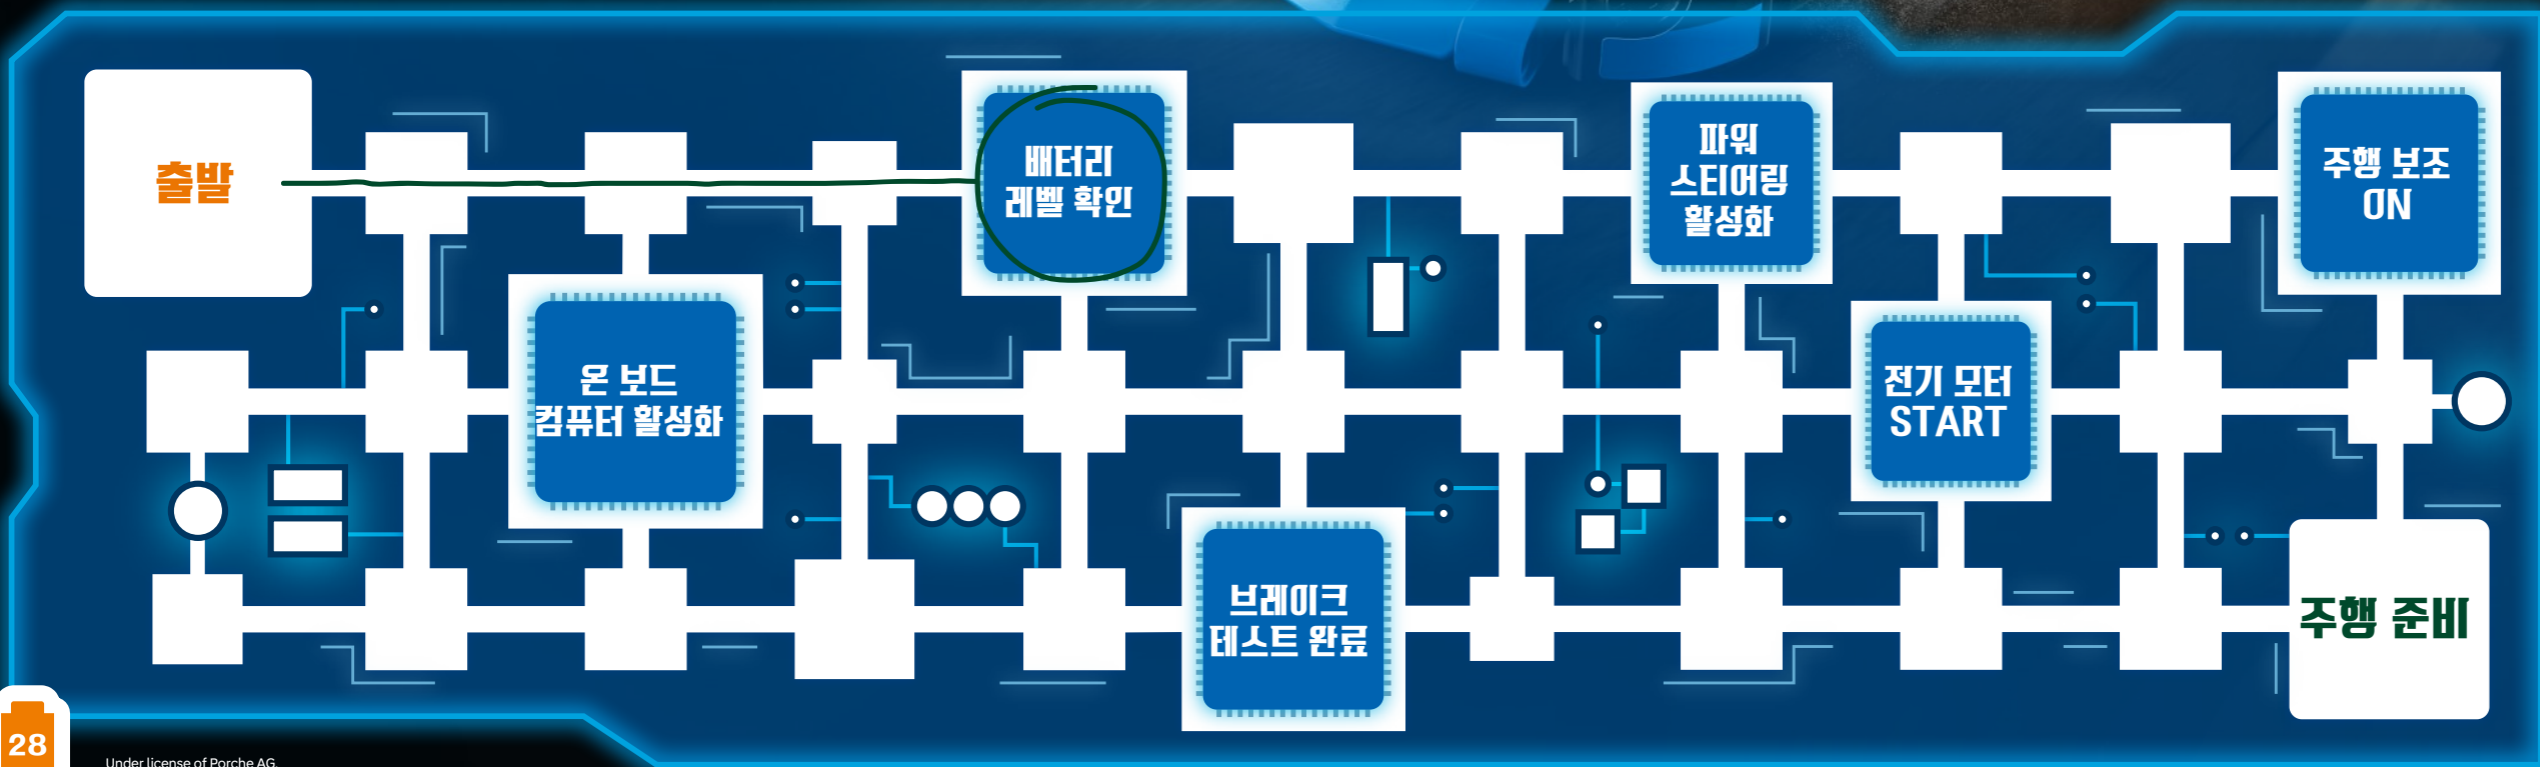 출발
배터리
레벨 확인
파워
스티어링
활성화
주행 보조
ON
온 보드
컴퓨터 활성화
전기 모터
START
브레이크
테스트 완료
주행 준비
28
Under license of Porche AG.